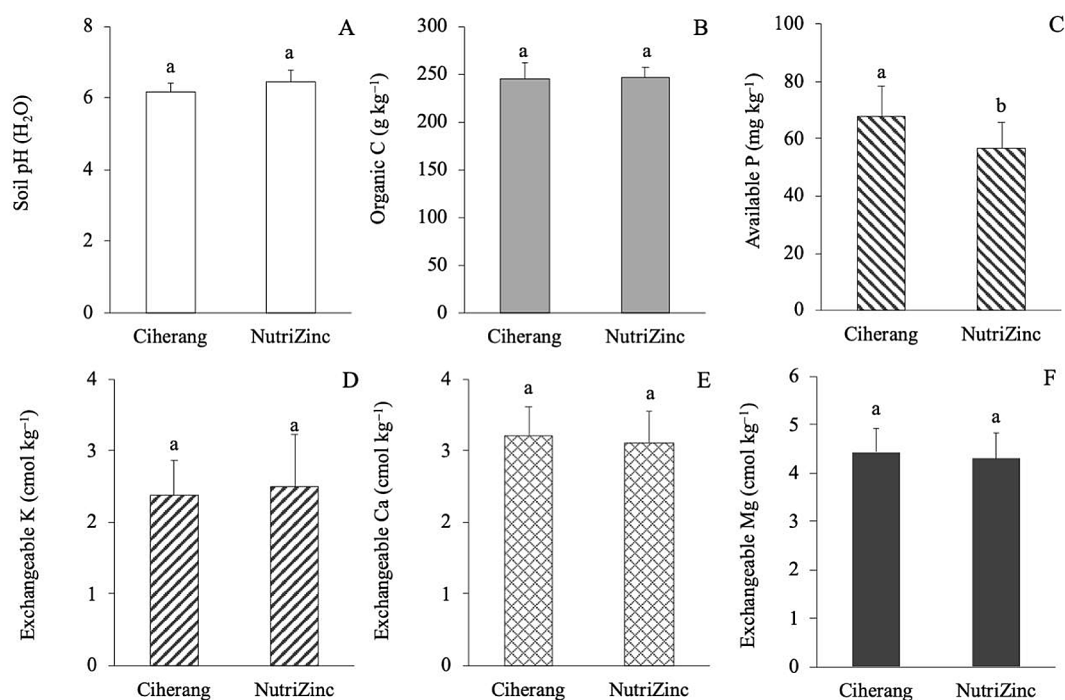 A
Soil pH (H₂O)
8
6
4
2
0
a
a
Ciherang
NutriZinc
B
Organic C (g kg⁻¹)
300
250
200
150
100
50
0
a
a
Ciherang
NutriZinc
C
Available P (mg kg⁻¹)
100
80
60
40
20
0
a
b
Ciherang
NutriZinc
D
Exchangeable K (cmol kg⁻¹)
4
3
2
1
0
a
a
Ciherang
NutriZinc
E
Exchangeable Ca (cmol kg⁻¹)
4
3
2
1
0
a
a
Ciherang
NutriZinc
F
Exchangeable Mg (cmol kg⁻¹)
6
5
4
3
2
1
0
a
a
Ciherang
NutriZinc